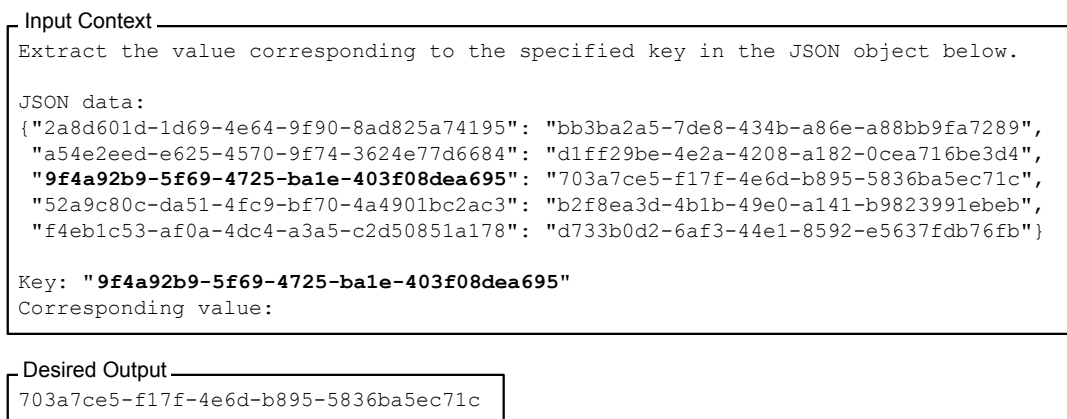 Input Context
Extract the value corresponding to the specified key in the JSON object below.
JSON data:
{"2a8d601d-1d69-4e64-9f90-8ad825a74195": "bb3ba2a5-7de8-434b-a86e-a88bb9fa7289",
"a54e2eed-e625-4570-9f74-3624e77d6684": "d1ff29be-4e2a-4208-a182-0cea716be3d4",
"9f4a92b9-5f69-4725-ba1e-403f08dea695": "703a7ce5-f17f-4e6d-b895-5836ba5ec71c",
"52a9c80c-da51-4fc9-bf70-4a4901bc2ac3": "b2f8ea3d-4b1b-49e0-a141-b9823991ebeb",
"f4eb1c53-af0a-4dc4-a3a5-c2d50851a178": "d733b0d2-6af3-44e1-8592-e5637fdb76fb"}
Key: "9f4a92b9-5f69-4725-ba1e-403f08dea695"
Corresponding value:
Desired Output
703a7ce5-f17f-4e6d-b895-5836ba5ec71c